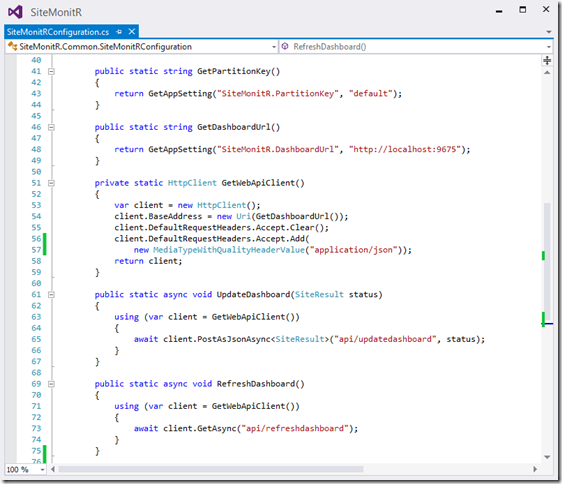 SiteMonitR
SiteMonitRConfiguration.cs
SiteMonitR.Common.SiteMonitRConfiguration RefreshDashboard()
40
41 public static string GetPartitionKey()
42 {
43 return GetAppSetting("SiteMonitR.PartitionKey", "default");
44 }
45
46 public static string GetDashboardUrl()
47 {
48 return GetAppSetting("SiteMonitR.DashboardUrl", "http://localhost:9675");
49 }
50
51 private static HttpClient GetWebApiClient()
52 {
53 var client = new HttpClient();
54 client.BaseAddress = new Uri(GetDashboardUrl());
55 client.DefaultRequestHeaders.Accept.Clear();
56 client.DefaultRequestHeaders.Accept.Add(
57 new MediaTypeWithQualityHeaderValue("application/json"));
58 return client;
59 }
60
61 public static async void UpdateDashboard(SiteResult status)
62 {
63 using (var client = GetWebApiClient())
64 {
65 await client.PostAsJsonAsync<SiteResult>("api/updatedashboard", status);
66 }
67 }
68
69 public static async void RefreshDashboard()
70 {
71 using (var client = GetWebApiClient())
72 {
73 await client.GetAsync("api/refreshdashboard");
74 }
75 }
76
100 %